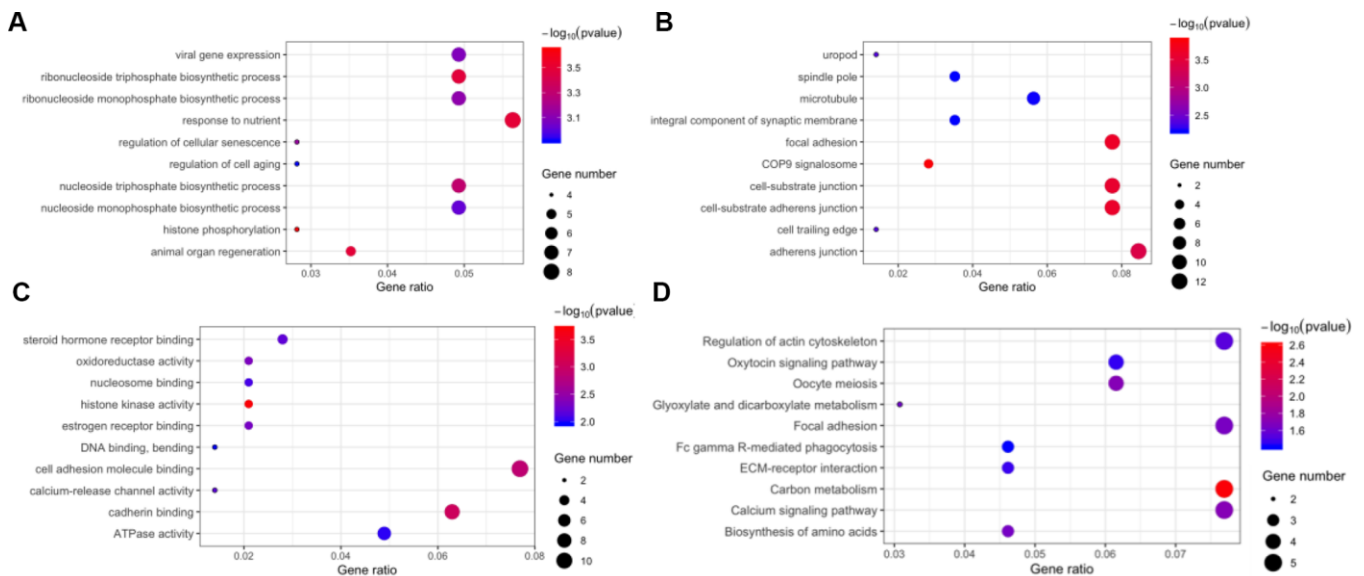 A
viral gene expression
ribonucleoside triphosphate biosynthetic process
ribonucleoside monophosphate biosynthetic process
response to nutrient
regulation of cellular senescence
regulation of cell aging
nucleoside triphosphate biosynthetic process
nucleoside monophosphate biosynthetic process
histone phosphorylation
animal organ regeneration
0.03 0.04 0.05
Gene ratio
−log10(pvalue)
3.5
3.3
3.1
Gene number
4
5
6
7
8
B
uropod
spindle pole
microtubule
integral component of synaptic membrane
focal adhesion
COP9 signalosome
cell-substrate junction
cell-substrate adherens junction
cell trailing edge
adherens junction
0.02 0.04 0.06 0.08
Gene ratio
−log10(pvalue)
3.5
3.0
2.5
Gene number
2
4
6
8
10
12
C
steroid hormone receptor binding
oxidoreductase activity
nucleosome binding
histone kinase activity
estrogen receptor binding
DNA binding, bending
cell adhesion molecule binding
calcium-release channel activity
cadherin binding
ATPase activity
0.02 0.04 0.06 0.08
Gene ratio
−log10(pvalue)
3.5
3.0
2.5
2.0
Gene number
2
4
6
8
10
D
Regulation of actin cytoskeleton
Oxytocin signaling pathway
Oocyte meiosis
Glyoxylate and dicarboxylate metabolism
Focal adhesion
Fc gamma R-mediated phagocytosis
ECM-receptor interaction
Carbon metabolism
Calcium signaling pathway
Biosynthesis of amino acids
0.03 0.04 0.05 0.06 0.07
Gene ratio
−log10(pvalue)
2.6
2.4
2.2
2.0
1.8
1.6
Gene number
2
3
4
5